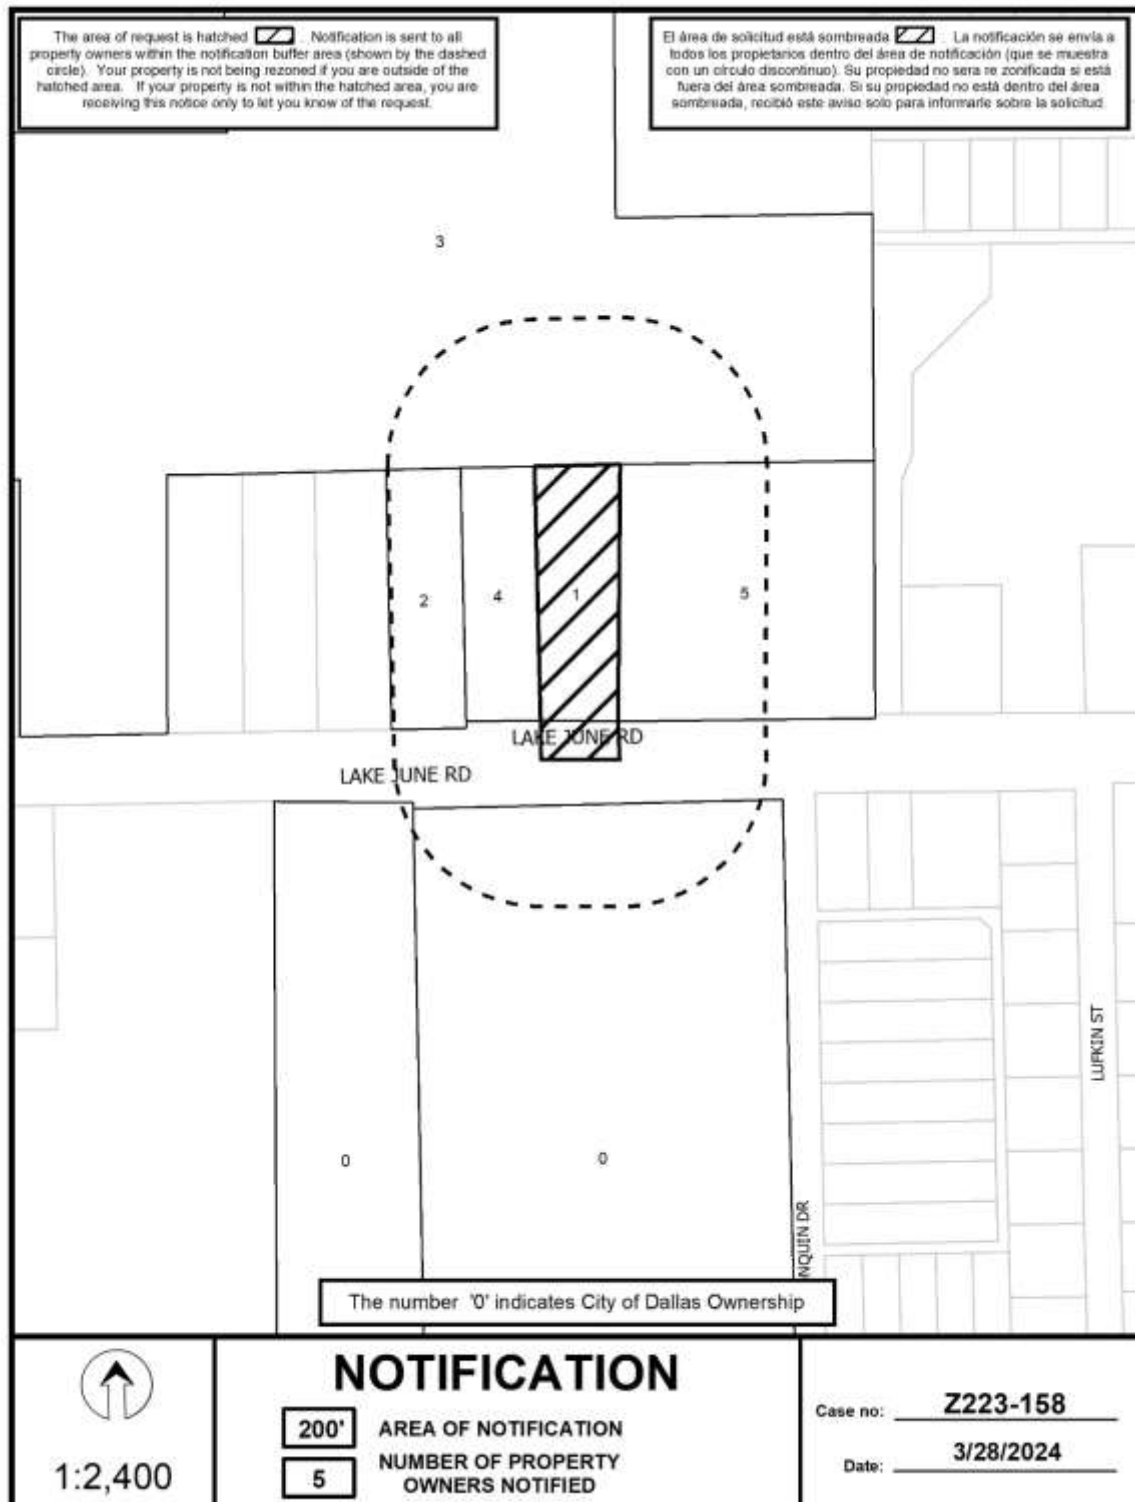 The area of request is hatched . Notification is sent to all
property owners within the notification buffer area (shown by the dashed
circle). Your property is not being rezoned if you are outside of the
hatched area. If your property is not within the hatched area, you are
receiving this notice only to let you know of the request.
El área de solicitud está sombreada . La notificación se envía a
todos los propietarios dentro del área de notificación (que se muestra
con un círculo discontinuo). Su propiedad no sera re zonificada si está
fuera del área sombreada. Si su propiedad no está dentro del área
sombreada, recibió este aviso solo para informarle sobre la solicitud.
3
2
4
1
5
LAKE JUNE RD
LAKE JUNE RD
LUFKIN ST
0
0
NQUIN DR
The number '0' indicates City of Dallas Ownership
1:2,400
NOTIFICATION
200' AREA OF NOTIFICATION
5 NUMBER OF PROPERTY
OWNERS NOTIFIED
Case no: Z223-158
Date: 3/28/2024